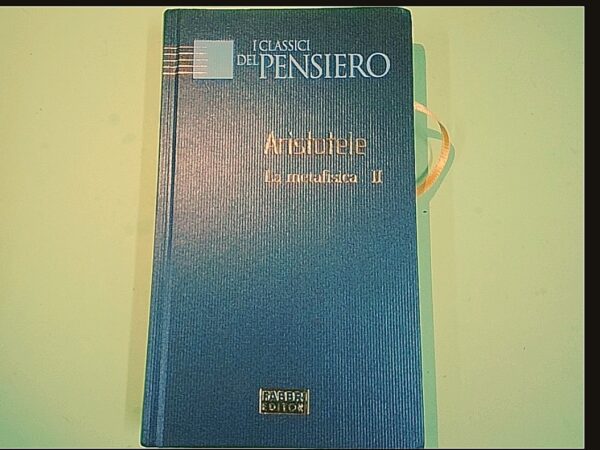 I CLASSICI
DEL PENSIERO
Aristotele
La metafisica II
FABBRI
EDITORI